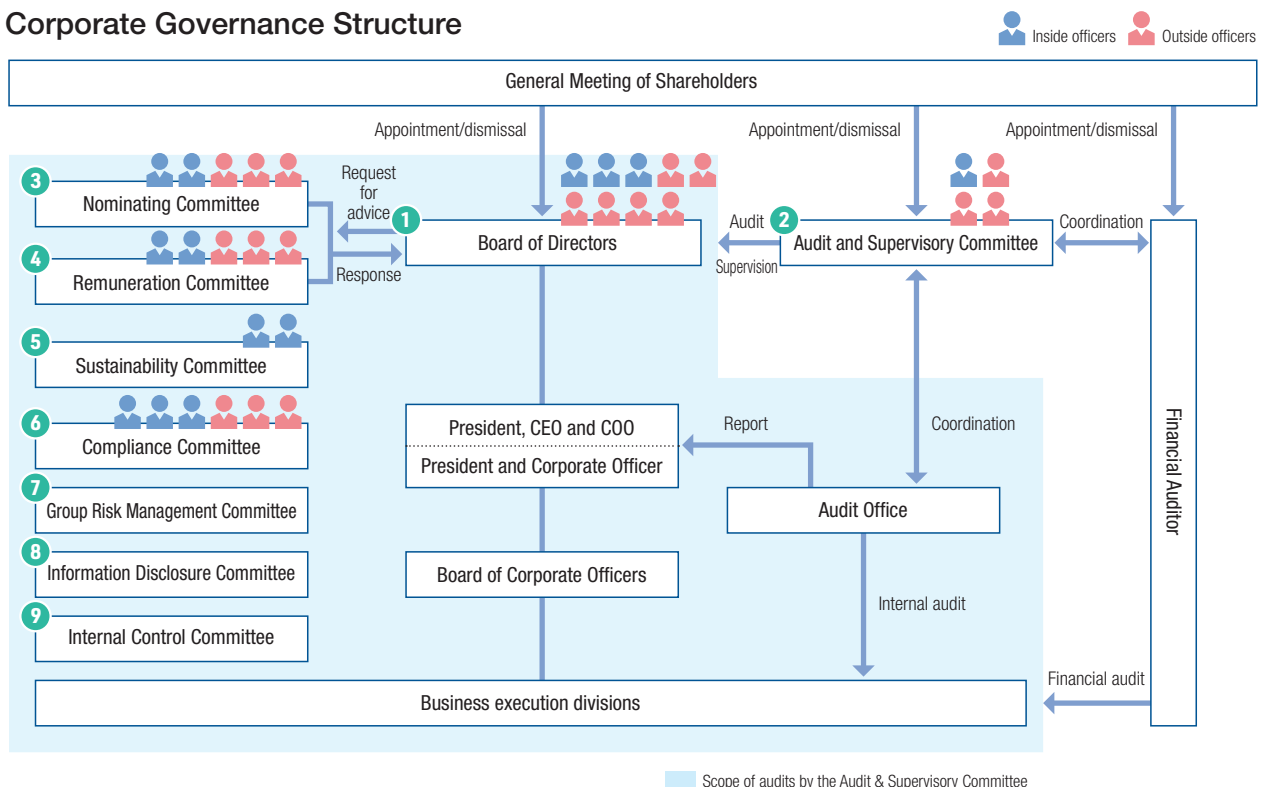 Corporate Governance Structure
Inside officers
Outside officers
General Meeting of Shareholders
Appointment/dismissal
Appointment/dismissal
Appointment/dismissal
3
Nominating Committee
Request
for
advice
1
Board of Directors
Audit
Supervision
2
Audit and Supervisory Committee
Coordination
4
Remuneration Committee
Response
5
Sustainability Committee
6
Compliance Committee
President, CEO and COO
President and Corporate Officer
Report
Coordination
Financial Auditor
7
Group Risk Management Committee
Audit Office
8
Information Disclosure Committee
Board of Corporate Officers
Internal audit
9
Internal Control Committee
Business execution divisions
Financial audit
Scope of audits by the Audit & Supervisory Committee